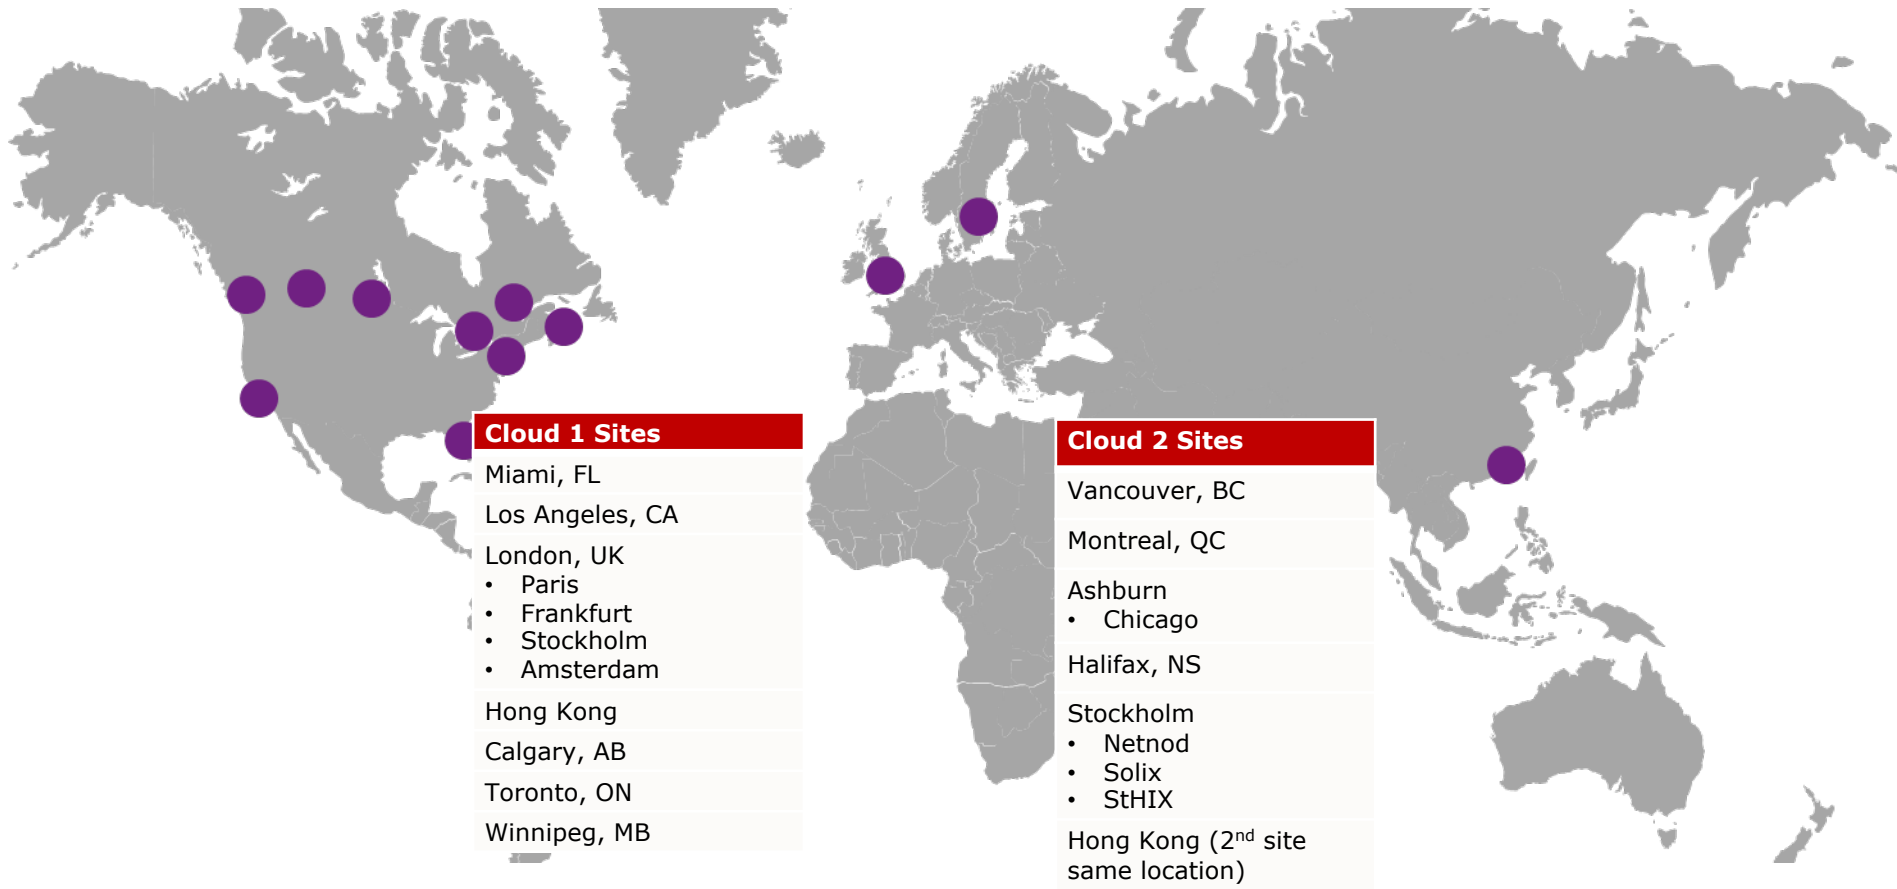 Cloud 1 Sites
Miami, FL
Los Angeles, CA
London, UK
• Paris
• Frankfurt
• Stockholm
• Amsterdam
Hong Kong
Calgary, AB
Toronto, ON
Winnipeg, MB
Cloud 2 Sites
Vancouver, BC
Montreal, QC
Ashburn
• Chicago
Halifax, NS
Stockholm
• Netnod
• Solix
• StHIX
Hong Kong (2nd site
same location)